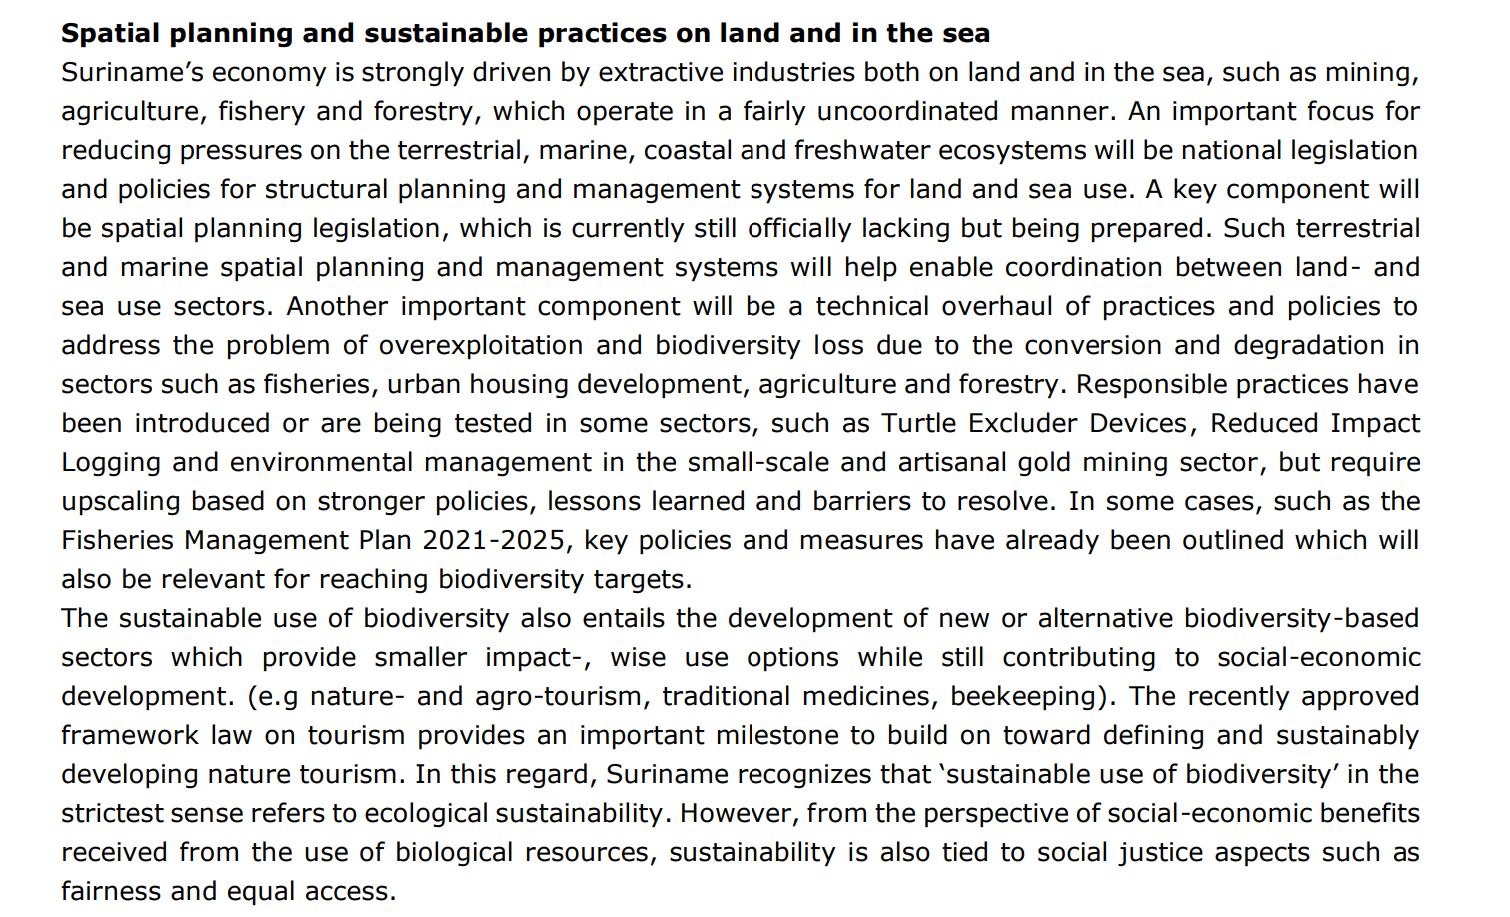 Spatial planning and sustainable practices on land and in the sea
Suriname’s economy is strongly driven by extractive industries both on land and in the sea, such as mining,
agriculture, fishery and forestry, which operate in a fairly uncoordinated manner. An important focus for
reducing pressures on the terrestrial, marine, coastal and freshwater ecosystems will be national legislation
and policies for structural planning and management systems for land and sea use. A key component will
be spatial planning legislation, which is currently still officially lacking but being prepared. Such terrestrial
and marine spatial planning and management systems will help enable coordination between land- and
sea use sectors. Another important component will be a technical overhaul of practices and policies to
address the problem of overexploitation and biodiversity loss due to the conversion and degradation in
sectors such as fisheries, urban housing development, agriculture and forestry. Responsible practices have
been introduced or are being tested in some sectors, such as Turtle Excluder Devices, Reduced Impact
Logging and environmental management in the small-scale and artisanal gold mining sector, but require
upscaling based on stronger policies, lessons learned and barriers to resolve. In some cases, such as the
Fisheries Management Plan 2021-2025, key policies and measures have already been outlined which will
also be relevant for reaching biodiversity targets.
The sustainable use of biodiversity also entails the development of new or alternative biodiversity-based
sectors which provide smaller impact-, wise use options while still contributing to social-economic
development. (e.g nature- and agro-tourism, traditional medicines, beekeeping). The recently approved
framework law on tourism provides an important milestone to build on toward defining and sustainably
developing nature tourism. In this regard, Suriname recognizes that ‘sustainable use of biodiversity’ in the
strictest sense refers to ecological sustainability. However, from the perspective of social-economic benefits
received from the use of biological resources, sustainability is also tied to social justice aspects such as
fairness and equal access.